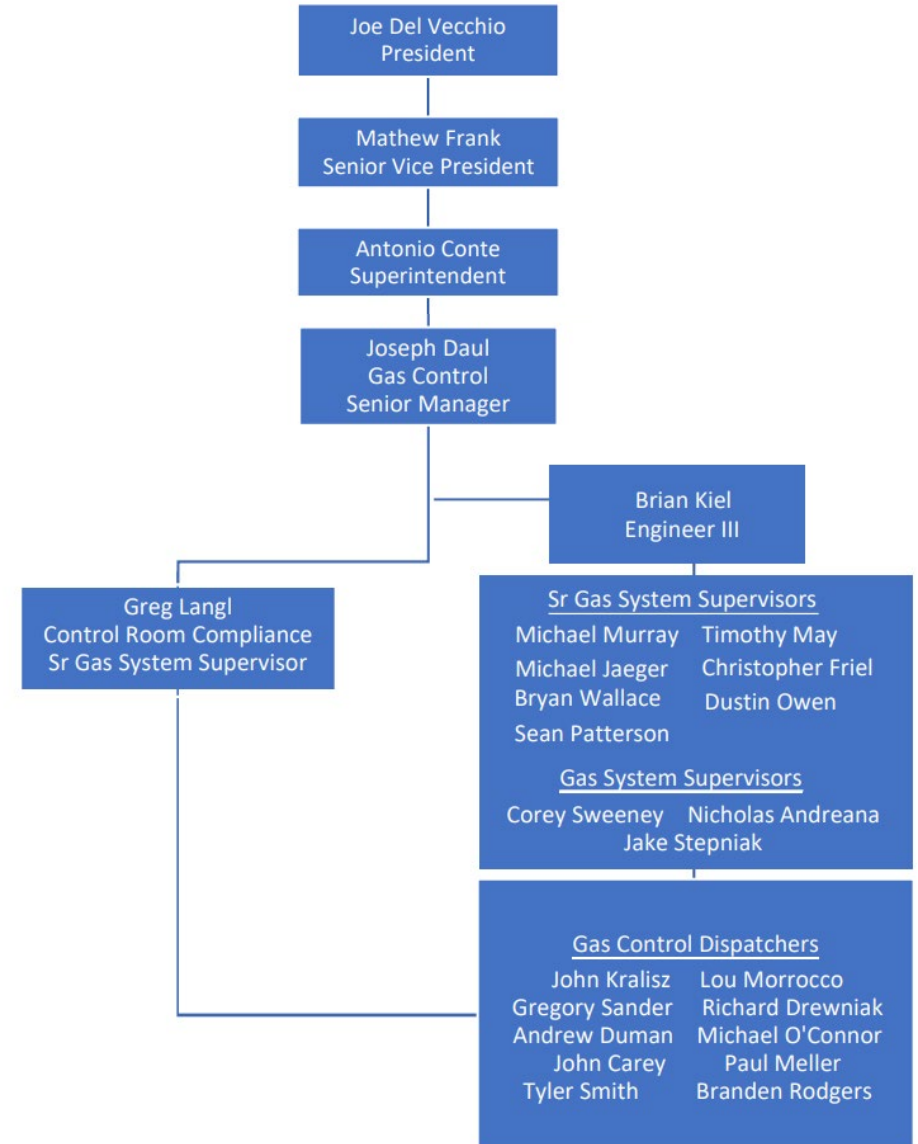 Joe Del Vecchio
President
Mathew Frank
Senior Vice President
Antonio Conte
Superintendent
Joseph Daul
Gas Control
Senior Manager
Brian Kiel
Engineer III
Greg Langl
Control Room Compliance
Sr Gas System Supervisor
Sr Gas System Supervisors
Michael Murray Timothy May
Michael Jaeger Christopher Friel
Bryan Wallace Dustin Owen
Sean Patterson
Gas System Supervisors
Corey Sweeney Nicholas Andreana
Jake Stepniak
Gas Control Dispatchers
John Kralisz Lou Morrocco
Gregory Sander Richard Drewniak
Andrew Duman Michael O'Connor
John Carey Paul Meller
Tyler Smith Branden Rodgers